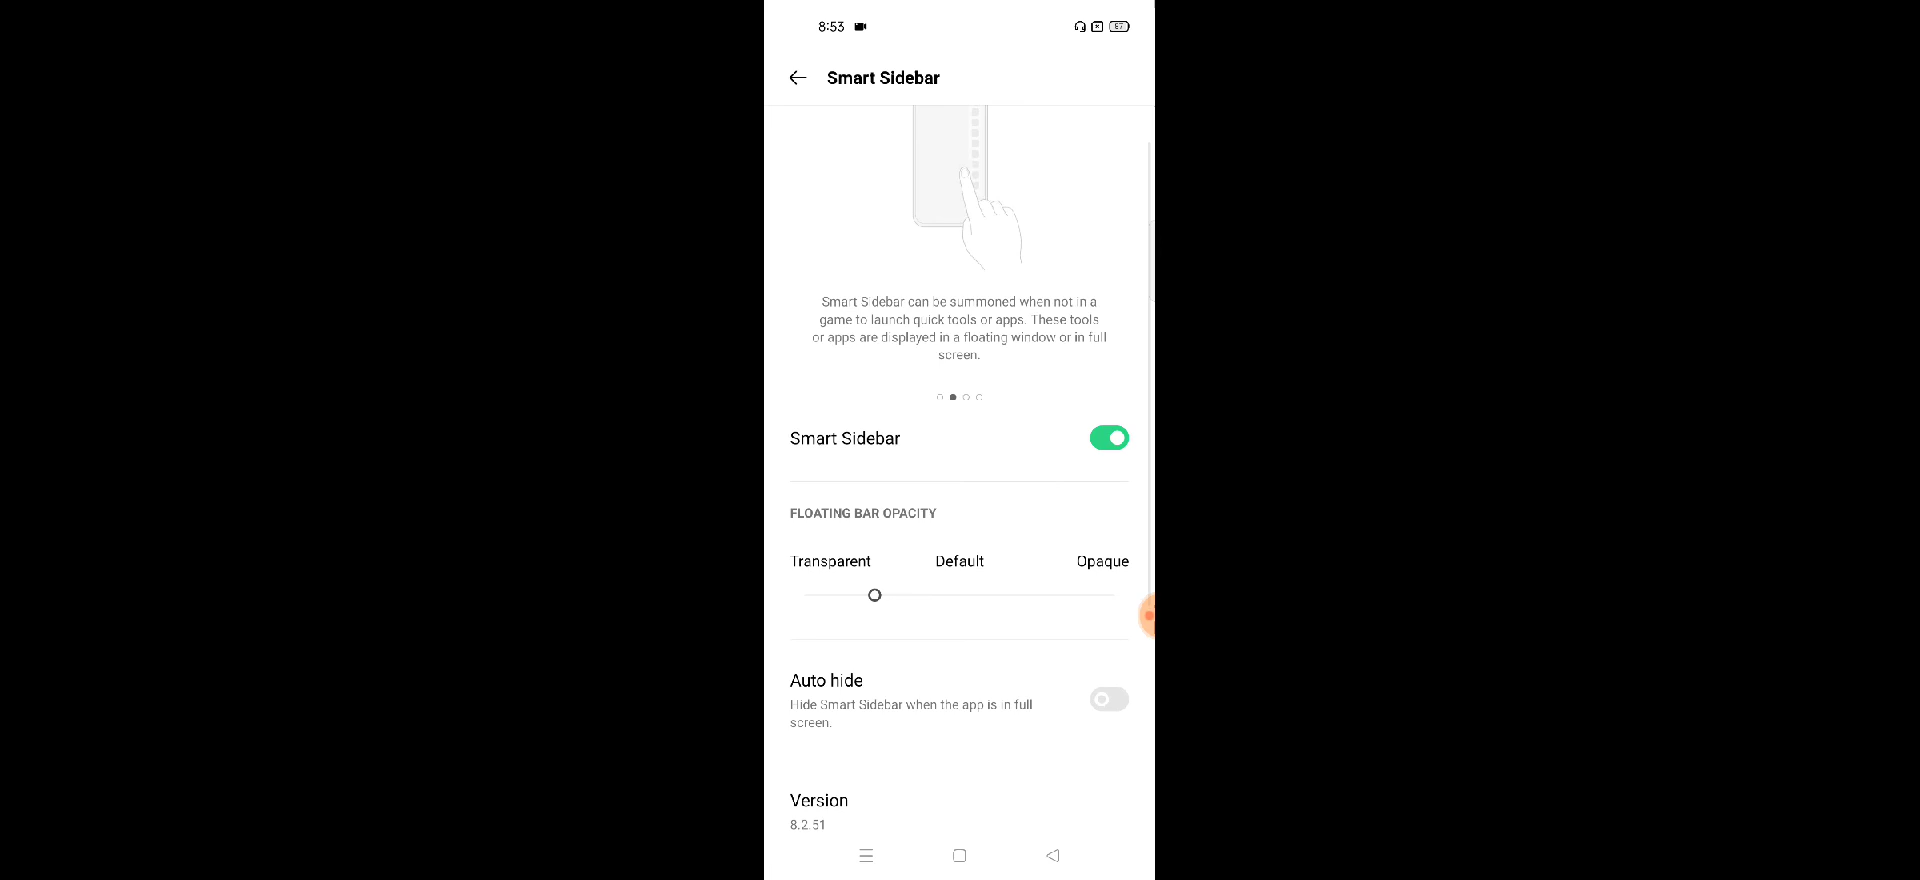 8:53
87
Smart Sidebar
Smart Sidebar can be summoned when not in a
game to launch quick tools or apps. These tools
or apps are displayed in a floating window or in full
screen.
Smart Sidebar
FLOATING BAR OPACITY
Transparent Default Opaque
Auto hide
Hide Smart Sidebar when the app is in full
screen.
Version
8.2.51